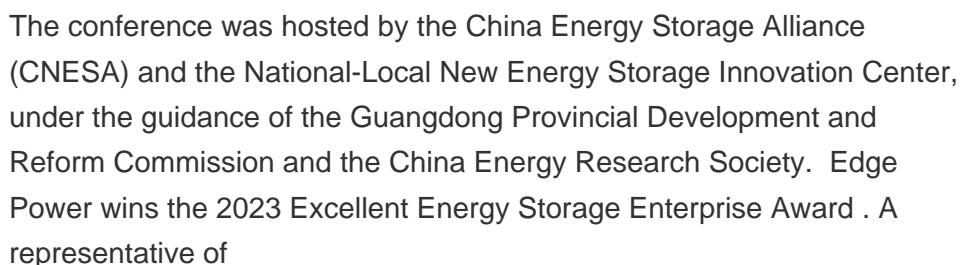 The conference was hosted by the China Energy Storage Alliance
(CNESA) and the National-Local New Energy Storage Innovation Center,
under the guidance of the Guangdong Provincial Development and
Reform Commission and the China Energy Research Society.  Edge
Power wins the 2023 Excellent Energy Storage Enterprise Award . A
representative of